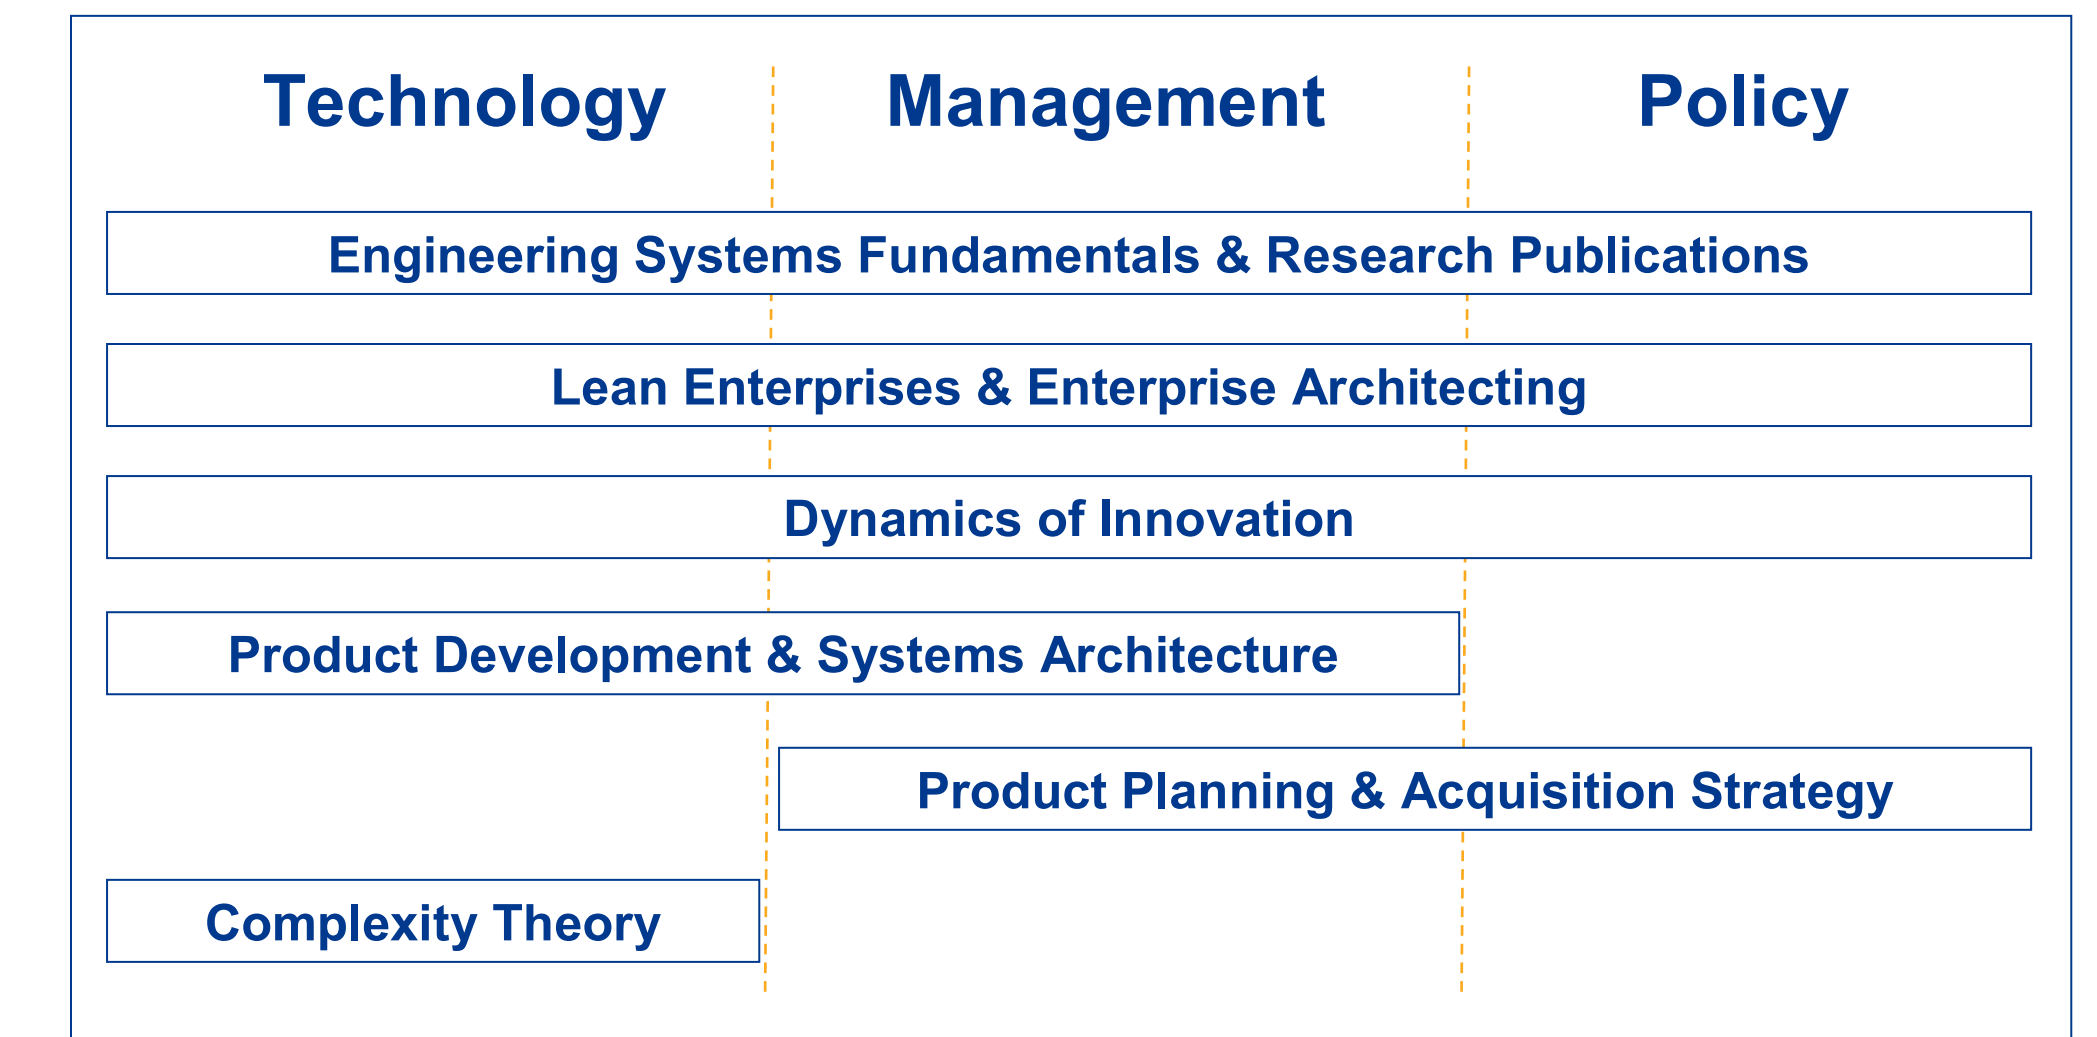 Technology
Management
Policy
Engineering Systems Fundamentals & Research Publications
Lean Enterprises & Enterprise Architecting
Dynamics of Innovation
Product Development & Systems Architecture
Product Planning & Acquisition Strategy
Complexity Theory